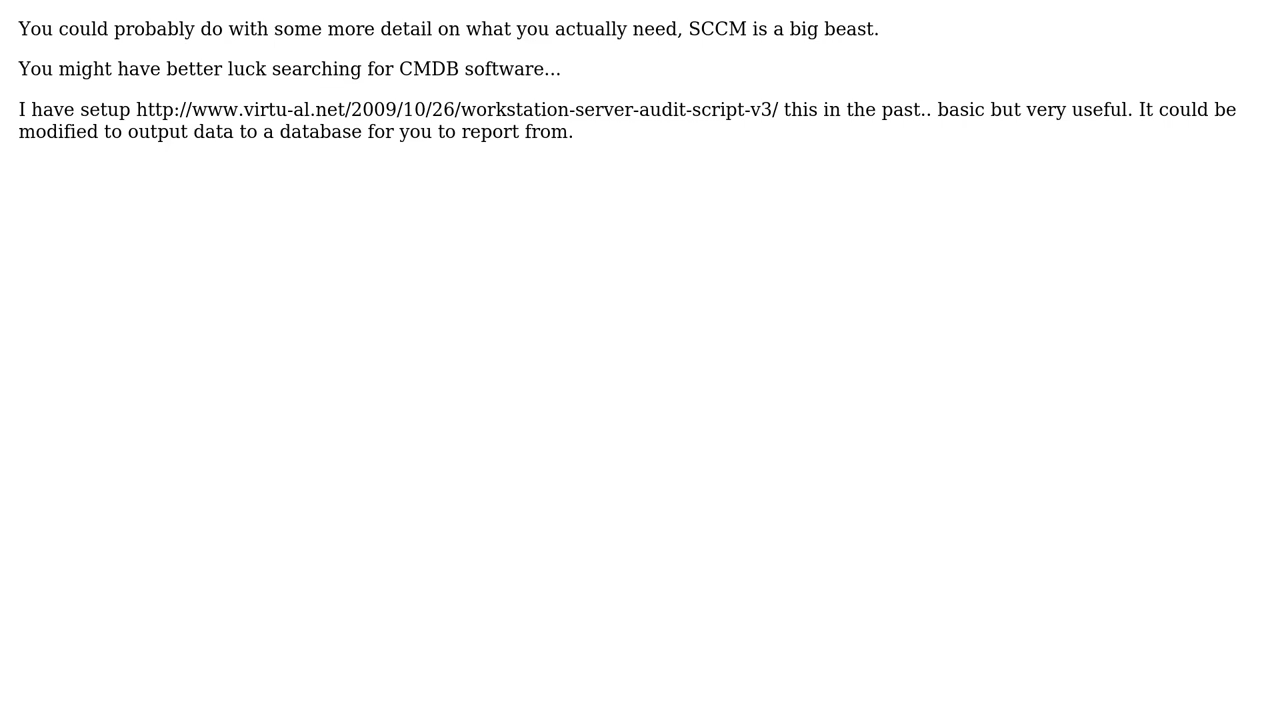 You could probably do with some more detail on what you actually need, SCCM is a big beast.
You might have better luck searching for CMDB software...
I have setup http://www.virtu-al.net/2009/10/26/workstation-server-audit-script-v3/ this in the past.. basic but very useful. It could be
modified to output data to a database for you to report from.